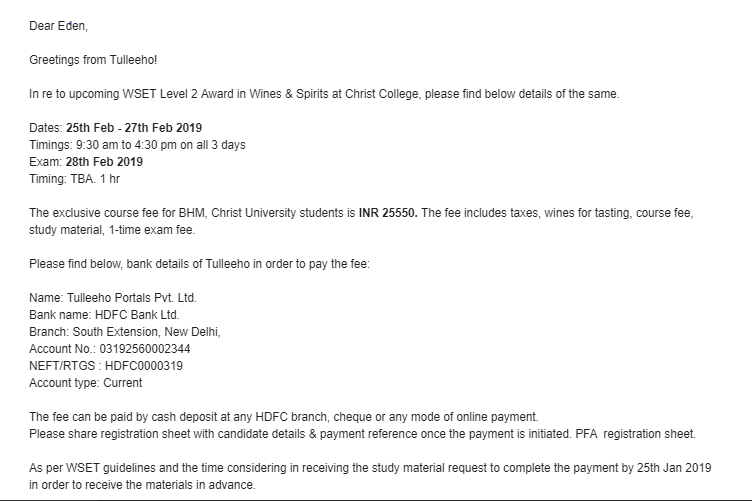 Dear Eden,
Greetings from Tulleeho!
In re to upcoming WSET Level 2 Award in Wines & Spirits at Christ College, please find below details of the same.
Dates: 25th Feb - 27th Feb 2019
Timings: 9:30 am to 4:30 pm on all 3 days
Exam: 28th Feb 2019
Timing: TBA. 1 hr
The exclusive course fee for BHM, Christ University students is INR 25550. The fee includes taxes, wines for tasting, course fee,
study material, 1-time exam fee.
Please find below, bank details of Tulleeho in order to pay the fee:
Name: Tulleeho Portals Pvt. Ltd.
Bank name: HDFC Bank Ltd.
Branch: South Extension, New Delhi,
Account No.: 03192560002344
NEFT/RTGS : HDFC0000319
Account type: Current
The fee can be paid by cash deposit at any HDFC branch, cheque or any mode of online payment.
Please share registration sheet with candidate details & payment reference once the payment is initiated. PFA  registration sheet.
As per WSET guidelines and the time considering in receiving the study material request to complete the payment by 25th Jan 2019
in order to receive the materials in advance.